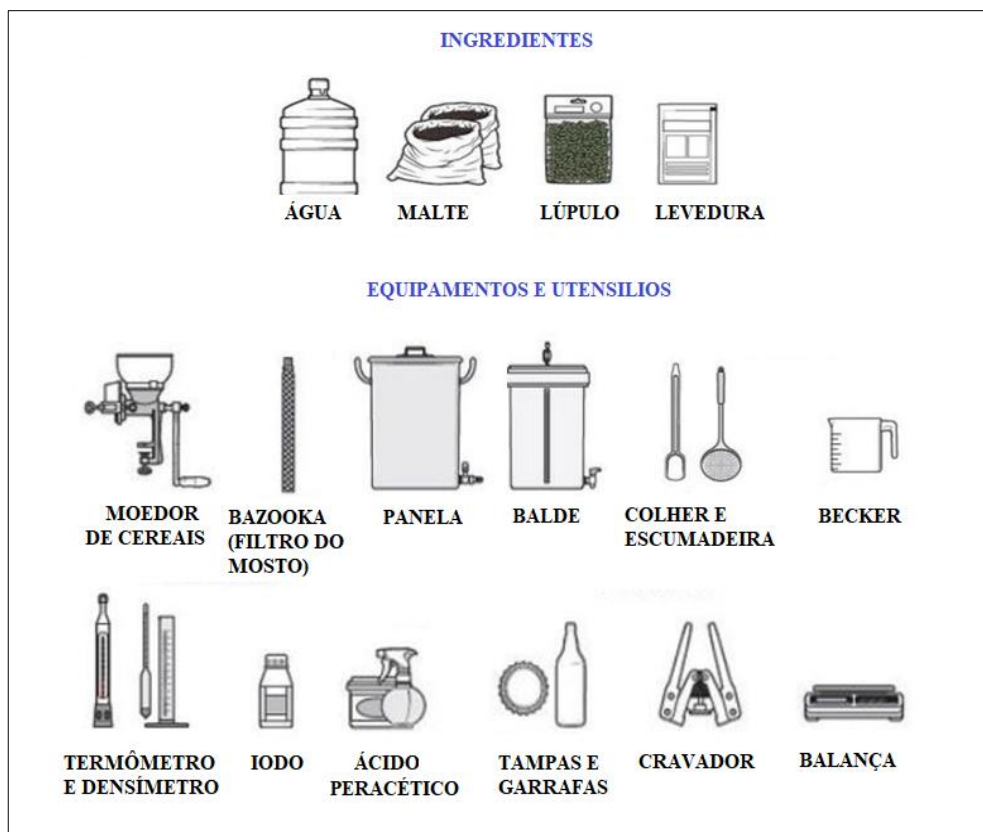 INGREDIENTES
ÁGUA
MALTE
LÚPULO
LEVEDURA
EQUIPAMENTOS E UTENSILIOS
MOEDOR
DE CEREAIS
BAZOOKA
(FILTRO DO
MOSTO)
PANELA
BALDE
COLHER E
ESCUMADEIRA
BECKER
TERMÔMETRO
E DENSÍMETRO
IODO
ÁCIDO
PERACÉTICO
TAMPAS E
GARRAFAS
CRAVADOR
BALANÇA